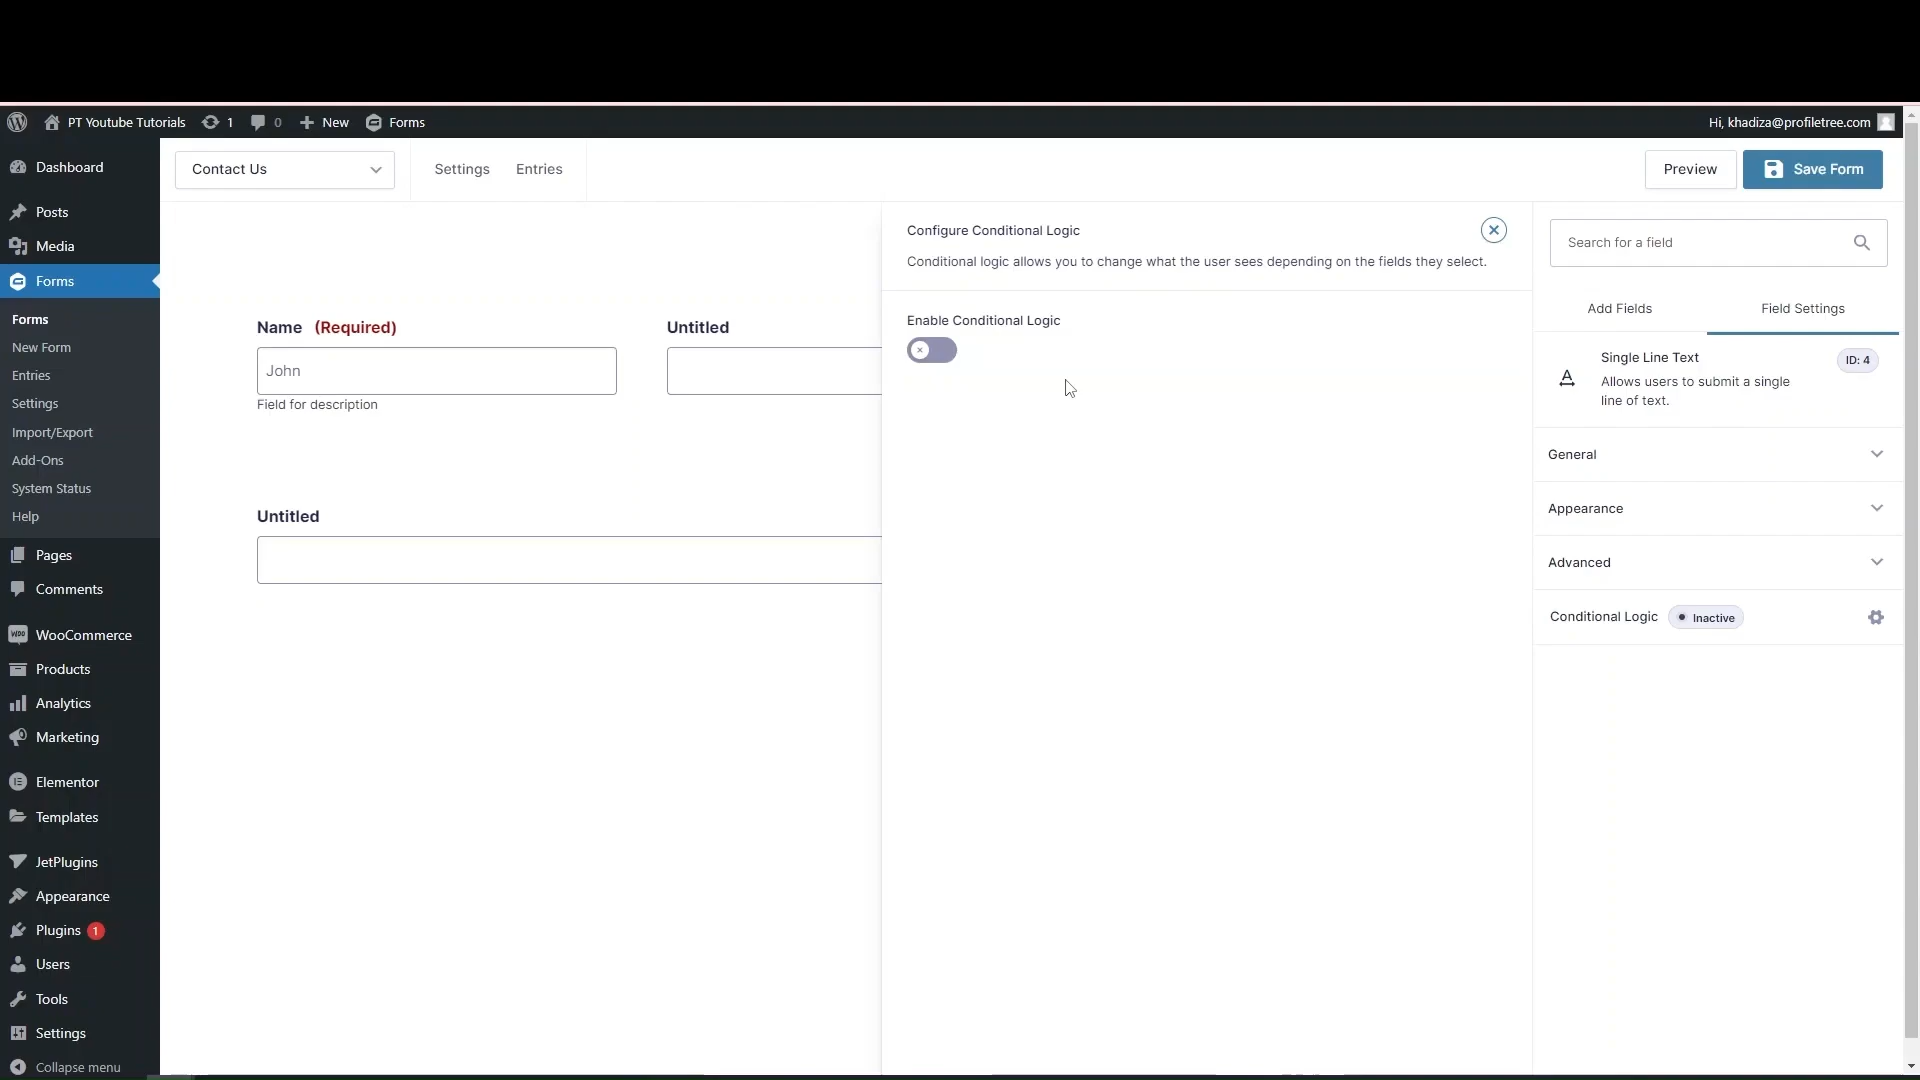 PT Youtube Tutorials 1 0 New Forms Hi, khadiza@profiletree.com
Dashboard
Posts
Media
Forms
Forms
New Form
Entries
Settings
Import/Export
Add-Ons
System Status
Help
Pages
Comments
WooCommerce
Products
Analytics
Marketing
Elementor
Templates
JetPlugins
Appearance
Plugins 1
Users
Tools
Settings
Collapse menu
Contact Us Settings Entries Preview Save Form
Name (Required) Untitled
John
Field for description
Untitled
Configure Conditional Logic
Conditional logic allows you to change what the user sees depending on the fields they select.
Enable Conditional Logic
Search for a field
Add Fields Field Settings
Single Line Text ID: 4
Allows users to submit a single
line of text.
General
Appearance
Advanced
Conditional Logic Inactive